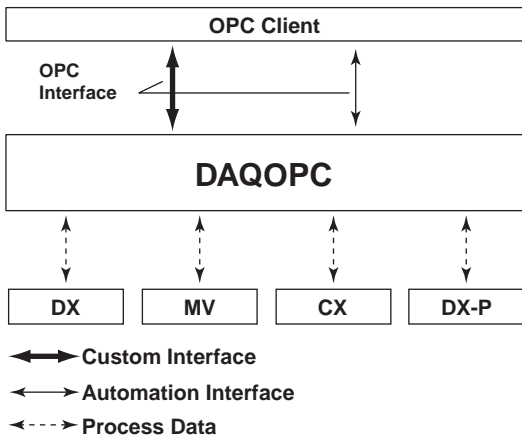 OPC Client
OPC
Interface
DAQOPC
DX
MV
CX
DX-P
Custom Interface
Automation Interface
Process Data